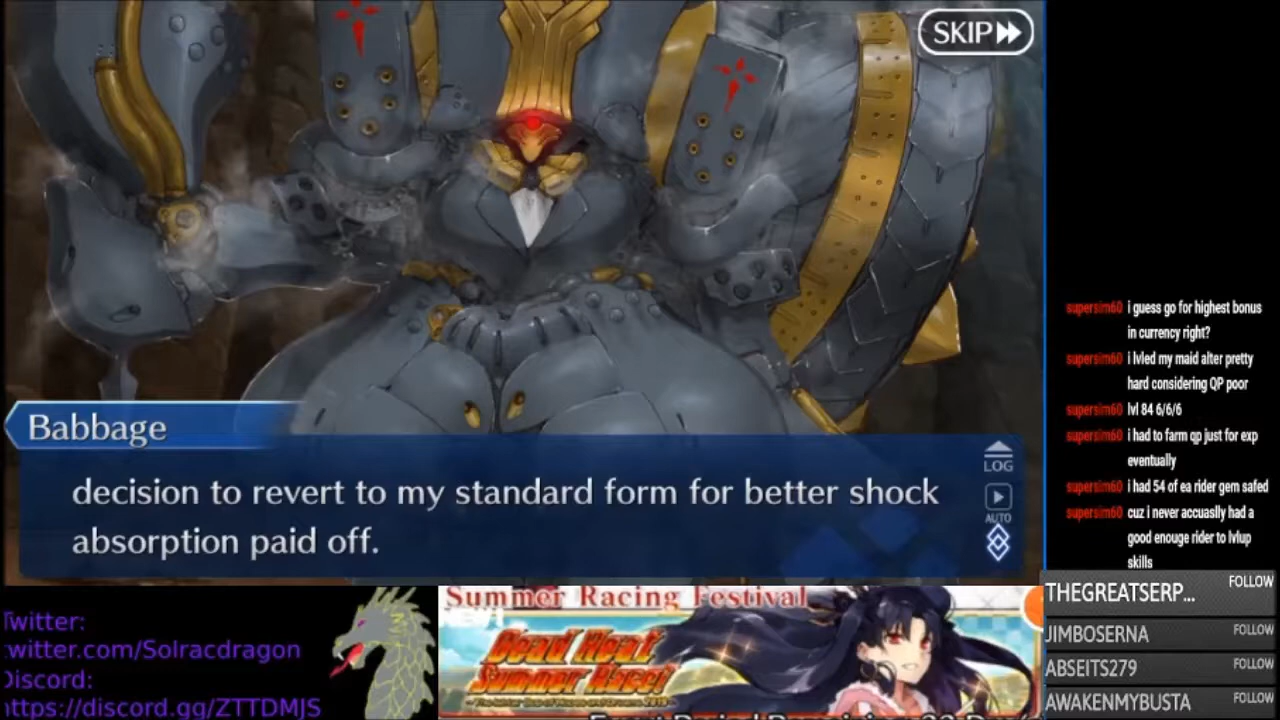 SKIP
Babbage
decision to revert to my standard form for better shock
absorption paid off.
LOG
AUTO
supersim60 i guess go for highest bonus
in currency right?
supersim60 i lvled my maid alter pretty
hard considering QP poor
supersim60 lvl 84 6/6/6
supersim60 i had to farm qp just for exp
eventually
supersim60 i had 54 of ea rider gem safed
supersim60 cuz i never accuaslly had a
good enouge rider to lvlup
skills
THEGREATSERP... FOLLOW
JIMBOSERNA FOLLOW
ABSEITS279 FOLLOW
AWAKENMYBUSTA FOLLOW
Twitter:
twitter.com/Solracdragon
Discord:
https://discord.gg/ZTTDMJS
Summer Racing Festival
Dead Heat
Summer Race!